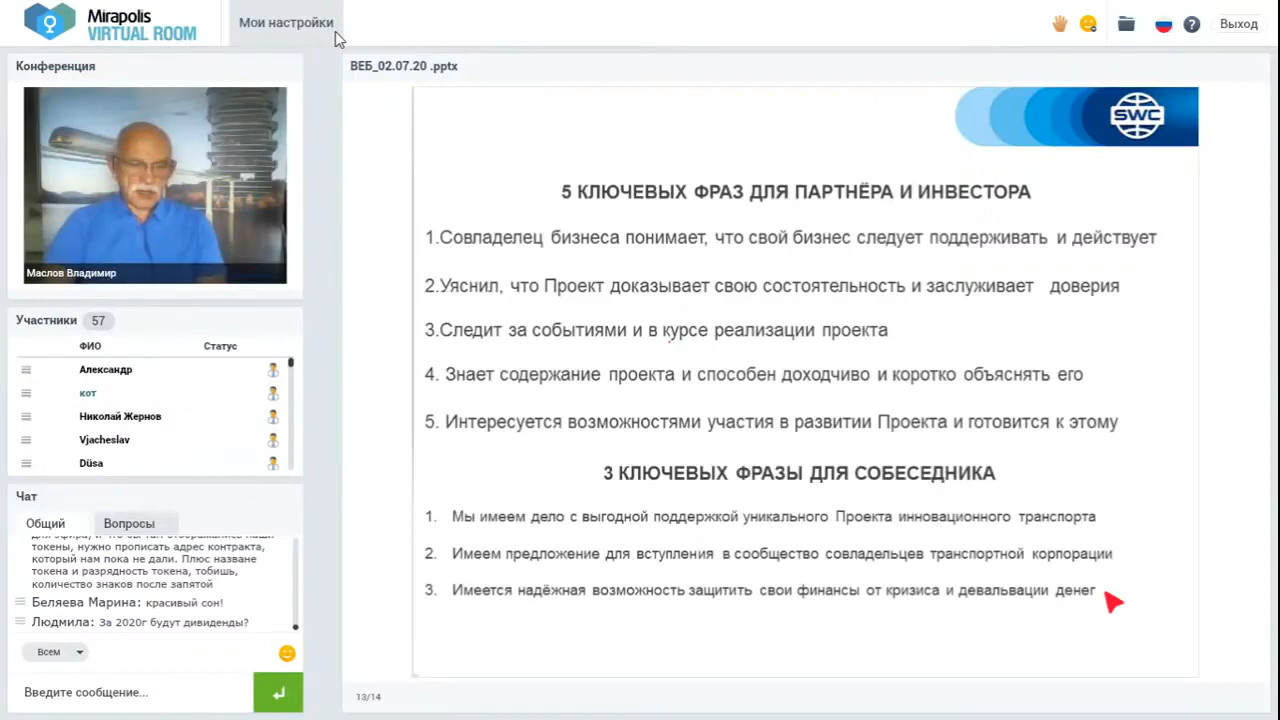 Mirapolis
VIRTUAL ROOM
Мои настройки
Выход
Конференция
Маслов Владимир
Участники 57
ФИО Статус
Александр
кот
Николай Жернов
Vjacheslav
Düsa
Чат
Общий Вопросы
токены, нужно прописать адрес контракта,
который нам пока не дали. Плюс назване
токена и разрядность токена, тобишь,
количество знаков после запятой
Беляева Марина: красивый сон!
Людмила: За 2020г будут дивиденды?
Всем
Введите сообщение...
ВЕБ_02.07.20 .pptx
SWC
5 КЛЮЧЕВЫХ ФРАЗ ДЛЯ ПАРТНЁРА И ИНВЕСТОРА
1.Совладелец бизнеса понимает, что свой бизнес следует поддерживать и действует
2.Уяснил, что Проект доказывает свою состоятельность и заслуживает доверия
3.Следит за событиями и в курсе реализации проекта
4. Знает содержание проекта и способен доходчиво и коротко объяснять его
5. Интересуется возможностями участия в развитии Проекта и готовится к этому
3 КЛЮЧЕВЫХ ФРАЗЫ ДЛЯ СОБЕСЕДНИКА
1. Мы имеем дело с выгодной поддержкой уникального Проекта инновационного транспорта
2. Имеем предложение для вступления в сообщество совладельцев транспортной корпорации
3. Имеется надёжная возможность защитить свои финансы от кризиса и девальвации денег
13/14